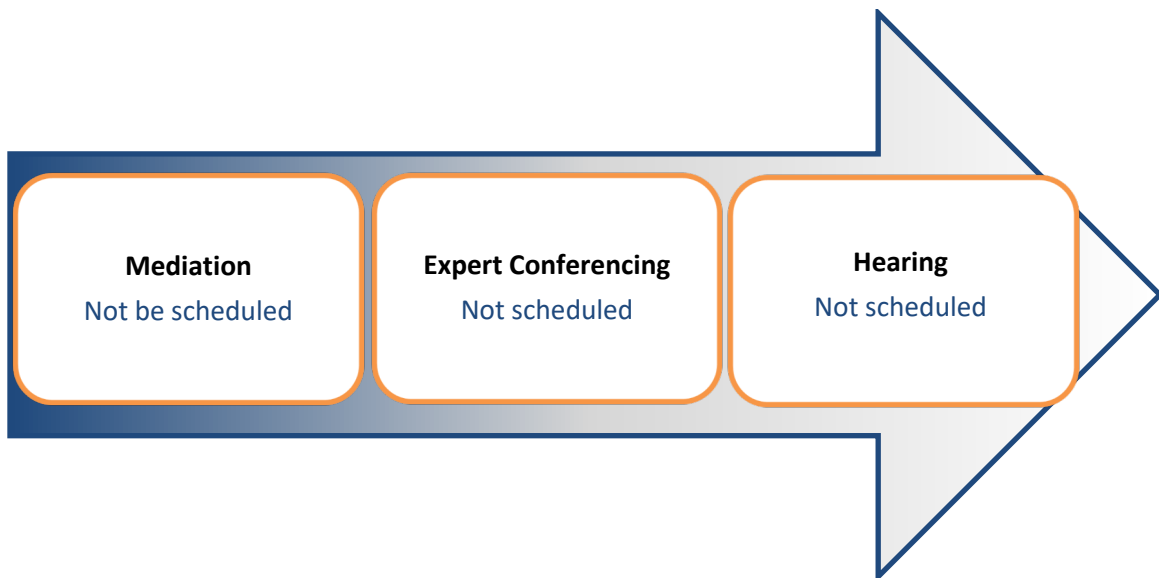 Mediation
Not be scheduled
Expert Conferencing
Not scheduled
Hearing
Not scheduled